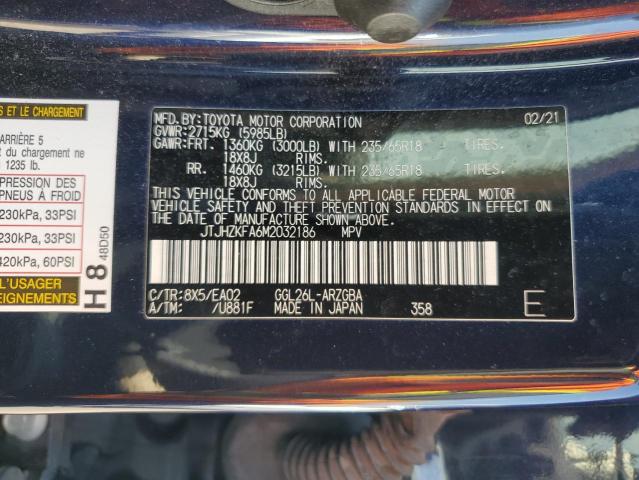 S ET LE CHARGEMENT
ARRIÈRE 5
du chargement ne
1235 lb.
PRESSION DES
PNEUS À FROID
230kPa, 33PSI
230kPa, 33PSI
420kPa, 60PSI
L'USAGER
ENSEIGNEMENTS
H 8 48D50
MFD.BY:TOYOTA MOTOR CORPORATION 02/21
GVWR:2715KG (5985LB)
GAWR:FRT. 1360KG (3000LB) WITH 235/65R18 TIRES.
18X8J RIMS.
RR. 1460KG (3215LB) WITH 235/65R18 TIRES.
18X8J RIMS.
THIS VEHICLE CONFORMS TO ALL APPLICABLE FEDERAL MOTOR
VEHICLE SAFETY, BUMPER, AND THEFT PREVENTION STANDARDS IN EFFECT ON
THE DATE OF MANUFACTURE SHOWN ABOVE.
JTJHZKFA6M2032186 MPV
C/TR:8X5/EA02 GGL26L-ARZGBA
A/TM: /U881F MADE IN JAPAN 358 E